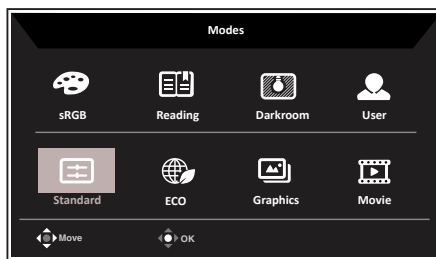 Modes
sRGB Reading Darkroom User
Standard ECO Graphics Movie
Move OK